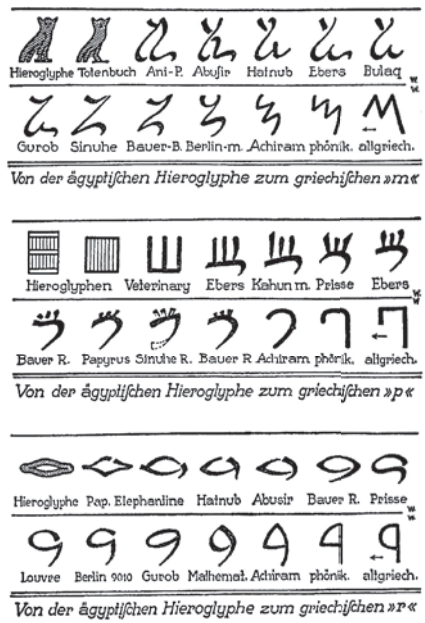 Hieroglyphe Totenbuch Ani-P. Abuſir Hatnub Ebers Bulaq
Gurob Sinuhe Bauer-B. Berlin-m. Achiram phönik. altgriech.
Von der ägyptiſchen Hieroglyphe zum griechiſchen »m«
Hieroglyphen Veterinary Ebers Kahun m. Prisse Ebers
Bauer R. Papyrus Sinuhe R. Bauer R Achiram phönik. altgriech.
Von der ägyptiſchen Hieroglyphe zum griechiſchen »p«
Hieroglyphe Pap. Elephantine Hatnub Abusir Bauer R. Prisse
Louvre Berlin 9010 Gurob Mathemat. Achiram phönik. altgriech.
Von der ägyptiſchen Hieroglyphe zum griechiſchen »r«